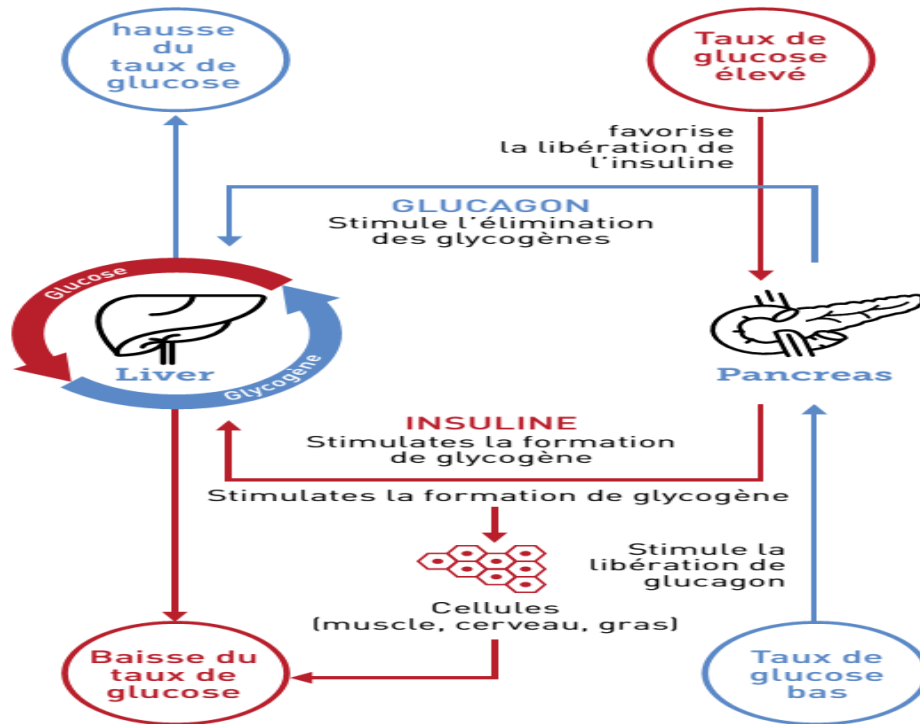 hausse
du
taux de
glucose
Taux de
glucose
élevé
favorise
la libération de
l'insuline
GLUCAGON
Stimule l'élimination
des glycogènes
Glucose
Liver
Glycogène
Pancreas
INSULINE
Stimulates la formation
de glycogène
Stimulates la formation de glycogène
Stimule la
libération de
glucagon
Cellules
(muscle, cerveau, gras)
Baisse du
taux de
glucose
Taux de
glucose
bas